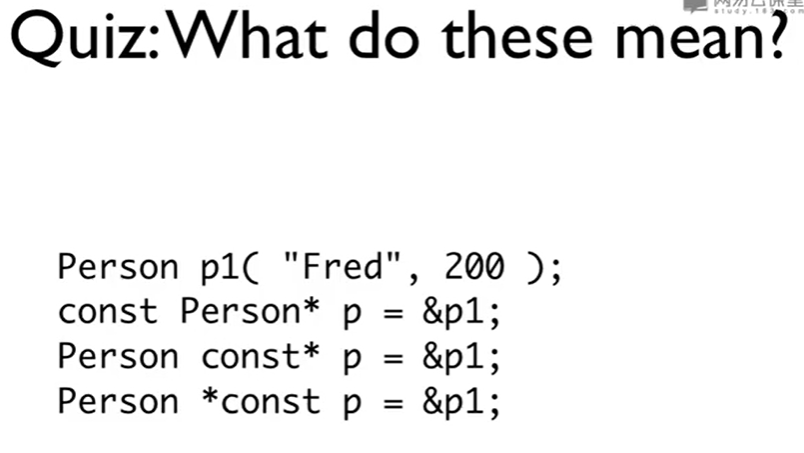 Quiz: What do these mean?
Person p1( "Fred", 200 );
const Person* p = &p1;
Person const* p = &p1;
Person *const p = &p1;